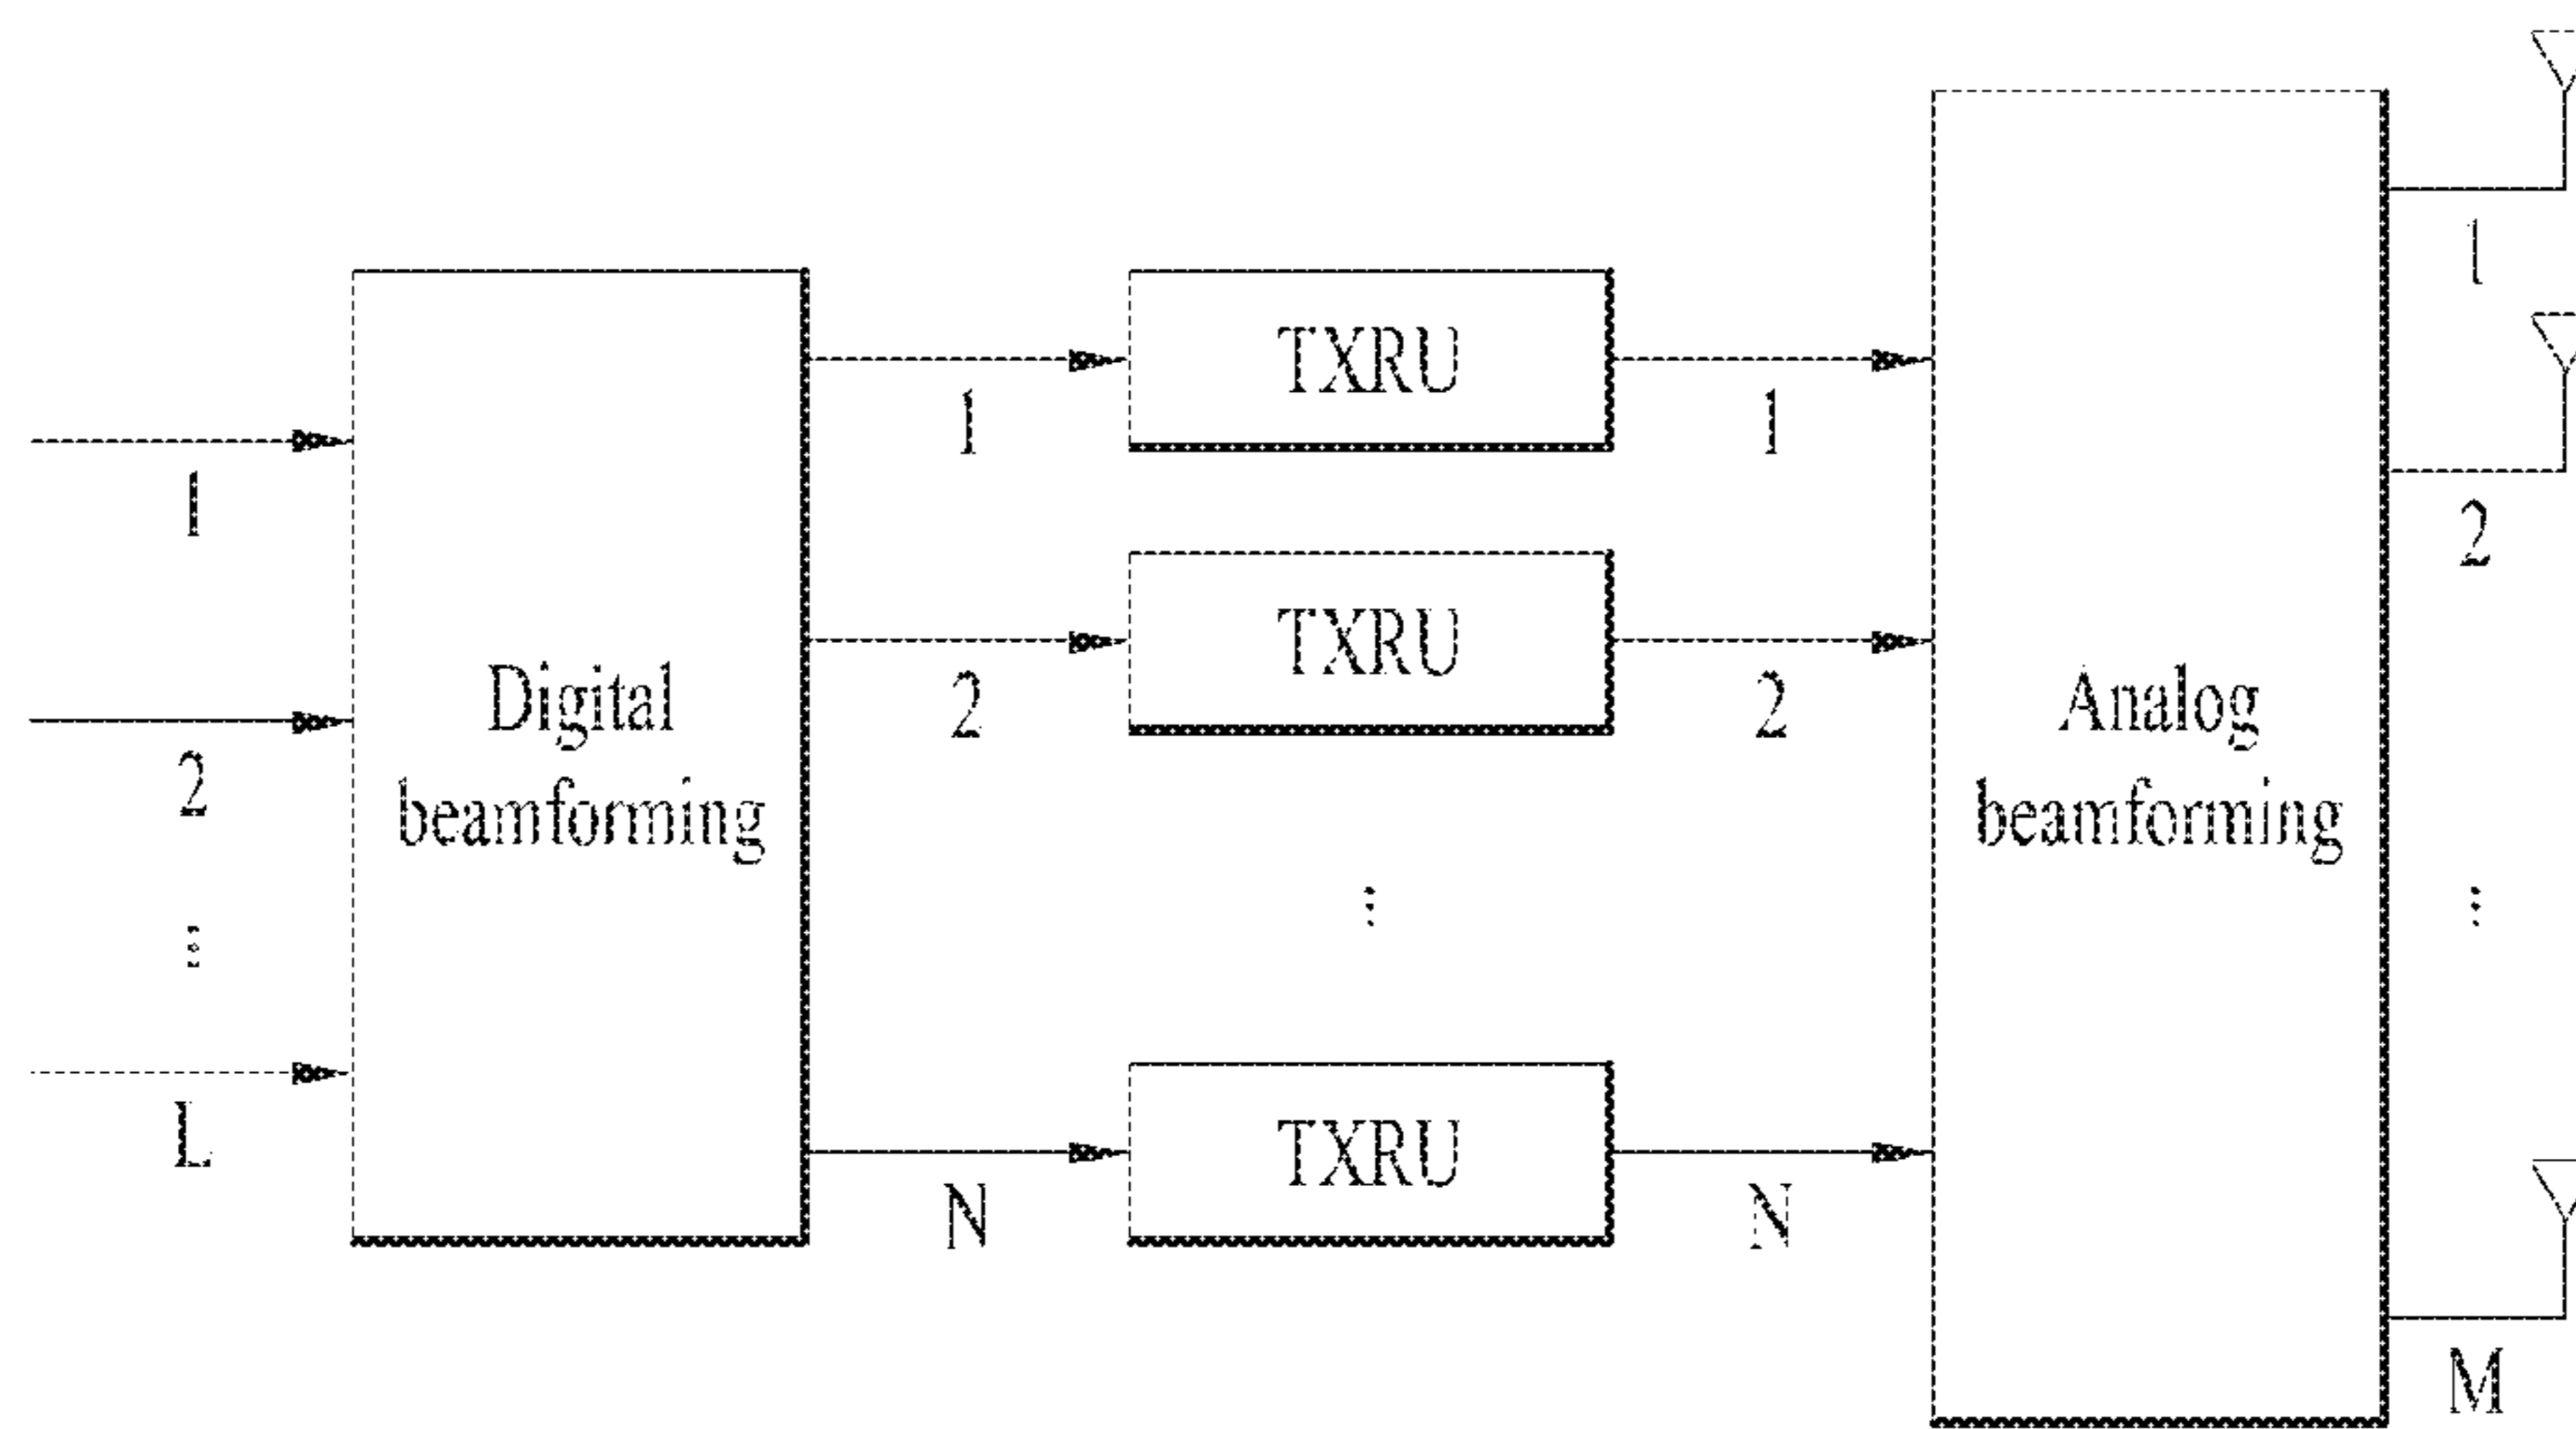 1
2
⋮
L
Digital
beamforming
1
2
N
TXRU
TXRU
⋮
TXRU
1
2
N
Analog
beamforming
1
2
⋮
M